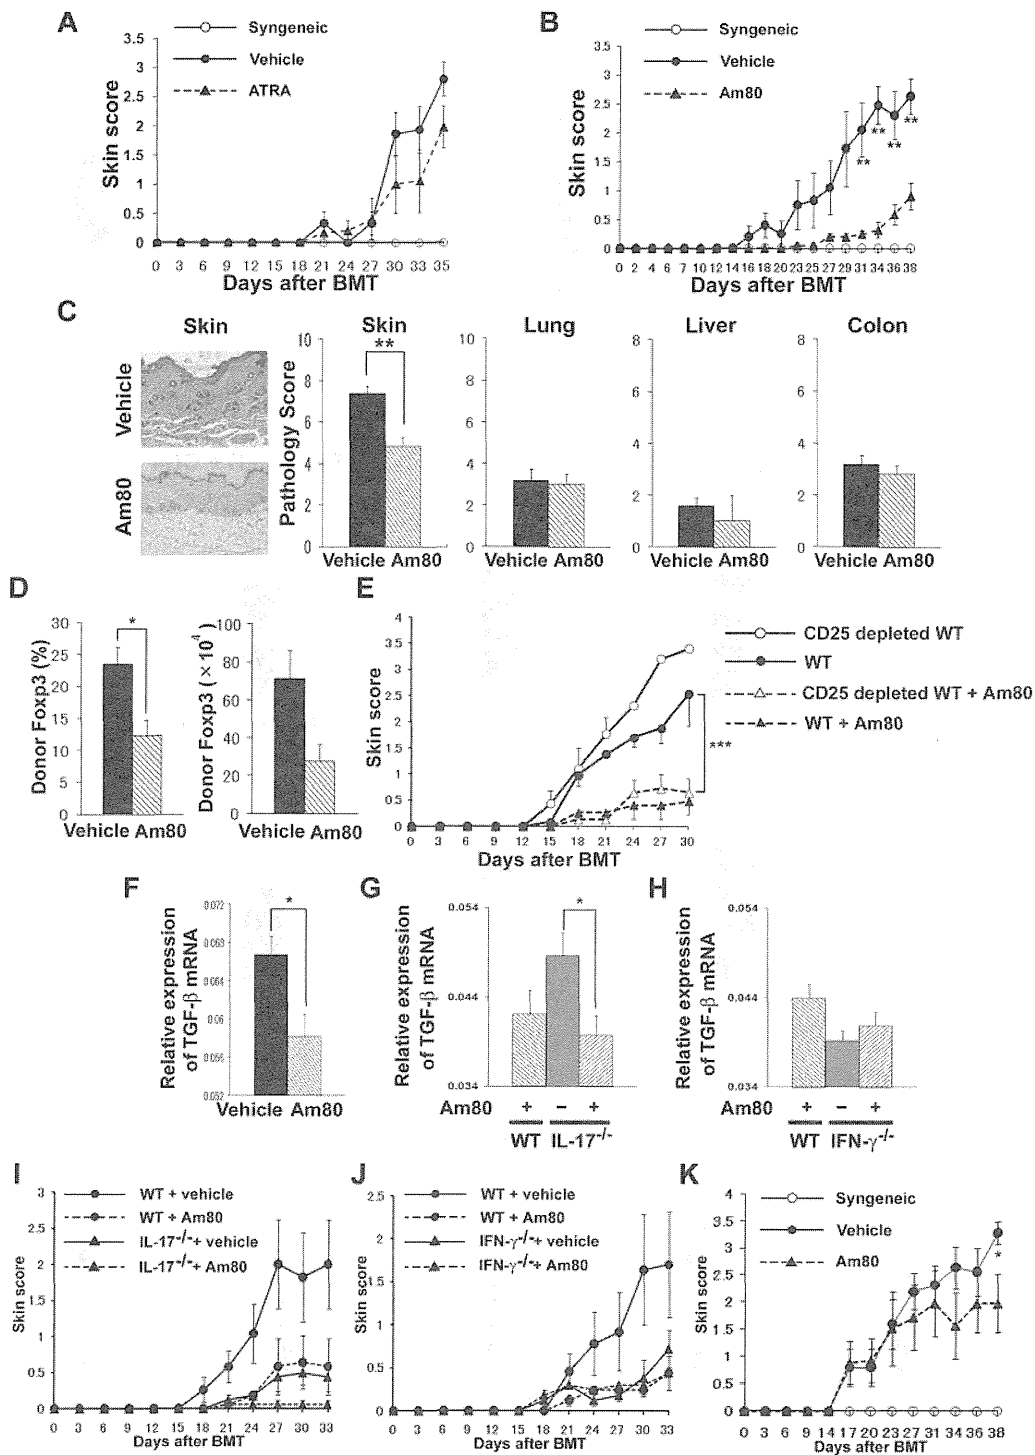 A
Syngeneic
Vehicle
ATRA
Skin score
3.5
3
2.5
2
1.5
1
0.5
0
0 3 6 9 12 15 18 21 24 27 30 33 35
Days after BMT
B
Syngeneic
Vehicle
Am80
Skin score
3.5
3
2.5
2
1.5
1
0.5
0
** ** ** **
0 2 4 6 7 10 12 14 16 18 20 23 25 27 29 31 34 36 38
Days after BMT
C
Skin
Vehicle
Am80
Skin
Pathology Score
10
8
6
4
2
0
**
Vehicle Am80
Lung
8
6
4
2
0
Vehicle Am80
Liver
8
6
4
2
0
Vehicle Am80
Colon
8
6
4
2
0
Vehicle Am80
D
Donor Foxp3 (%)
30
25
20
15
10
5
0
*
Vehicle Am80
Donor Foxp3 (×10⁴)
100
80
60
40
20
0
Vehicle Am80
E
Skin score
4
3.5
3
2.5
2
1.5
1
0.5
0
0 3 6 9 12 15 18 21 24 27 30
Days after BMT
***
CD25 depleted WT
WT
CD25 depleted WT + Am80
WT + Am80
F
Relative expression
of TGF-β mRNA
0.072
0.068
0.064
0.06
0.056
0.052
*
Vehicle Am80
G
Relative expression
of TGF-β mRNA
0.054
0.044
0.034
*
Am80 + − +
WT IL-17-/-
H
Relative expression
of TGF-β mRNA
0.054
0.044
0.034
Am80 + − +
WT IFN-γ-/-
I
WT + vehicle
WT + Am80
IL-17-/-+ vehicle
IL-17-/-+ Am80
Skin score
3
2.5
2
1.5
1
0.5
0
0 3 6 9 12 15 18 21 24 27 30 33
Days after BMT
J
WT + vehicle
WT + Am80
IFN-γ-/-+ vehicle
IFN-γ-/-+ Am80
Skin score
2.5
2
1.5
1
0.5
0
0 3 6 9 12 15 18 21 24 27 30 33
Days after BMT
K
Syngeneic
Vehicle
Am80
Skin score
4
3.5
3
2.5
2
1.5
1
0.5
0
*
0 3 6 9 14 17 20 23 27 31 34 36 38
Days after BMT